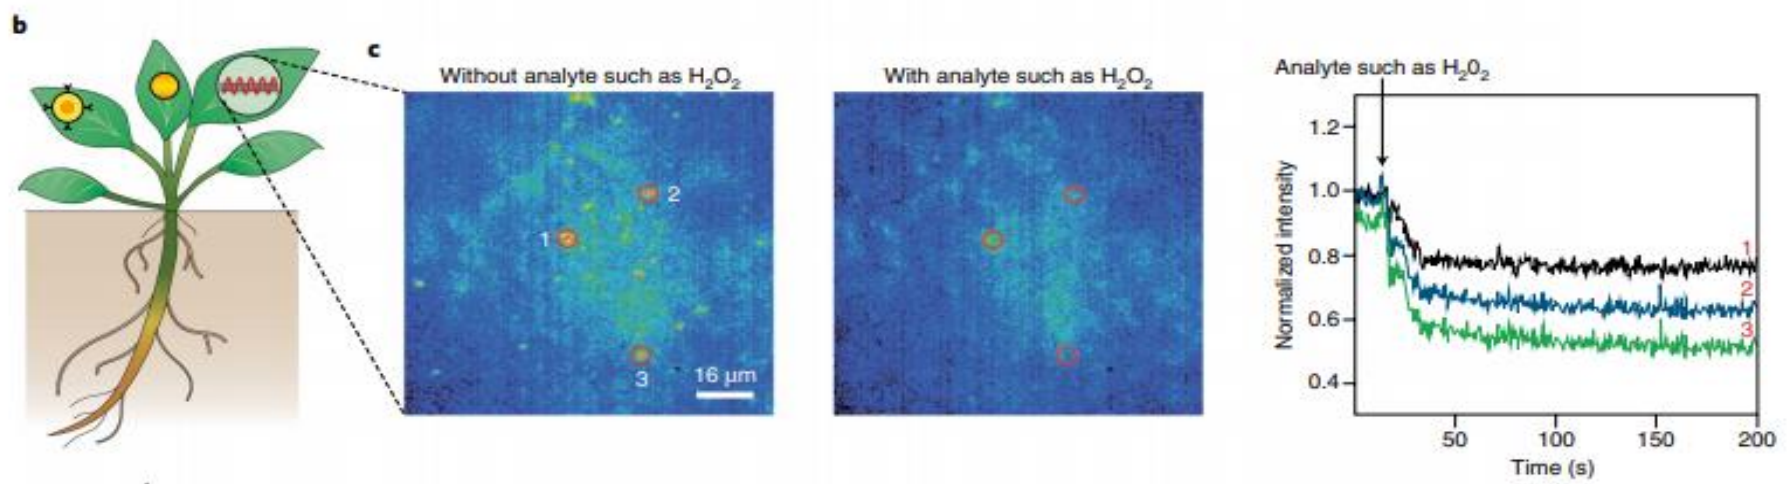 b
c
Without analyte such as H₂O₂
1
2
3
16 µm
With analyte such as H₂O₂
Analyte such as H₂0₂
Normalized intensity
1.2
1.0
0.8
0.6
0.4
1
2
3
50 100 150 200
Time (s)